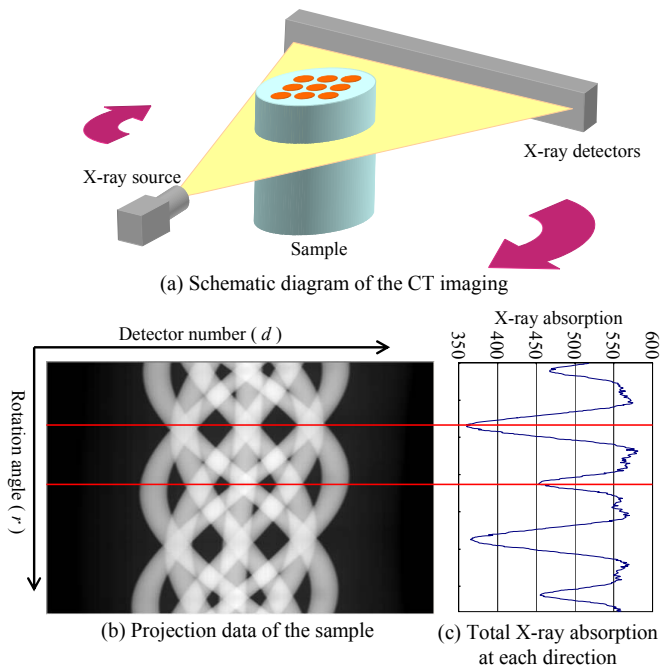 X-ray source
X-ray detectors
Sample
(a) Schematic diagram of the CT imaging
Detector number ( d )
X-ray absorption
350
400
450
500
550
600
Rotation angle ( r )
(b) Projection data of the sample
(c) Total X-ray absorption
at each direction